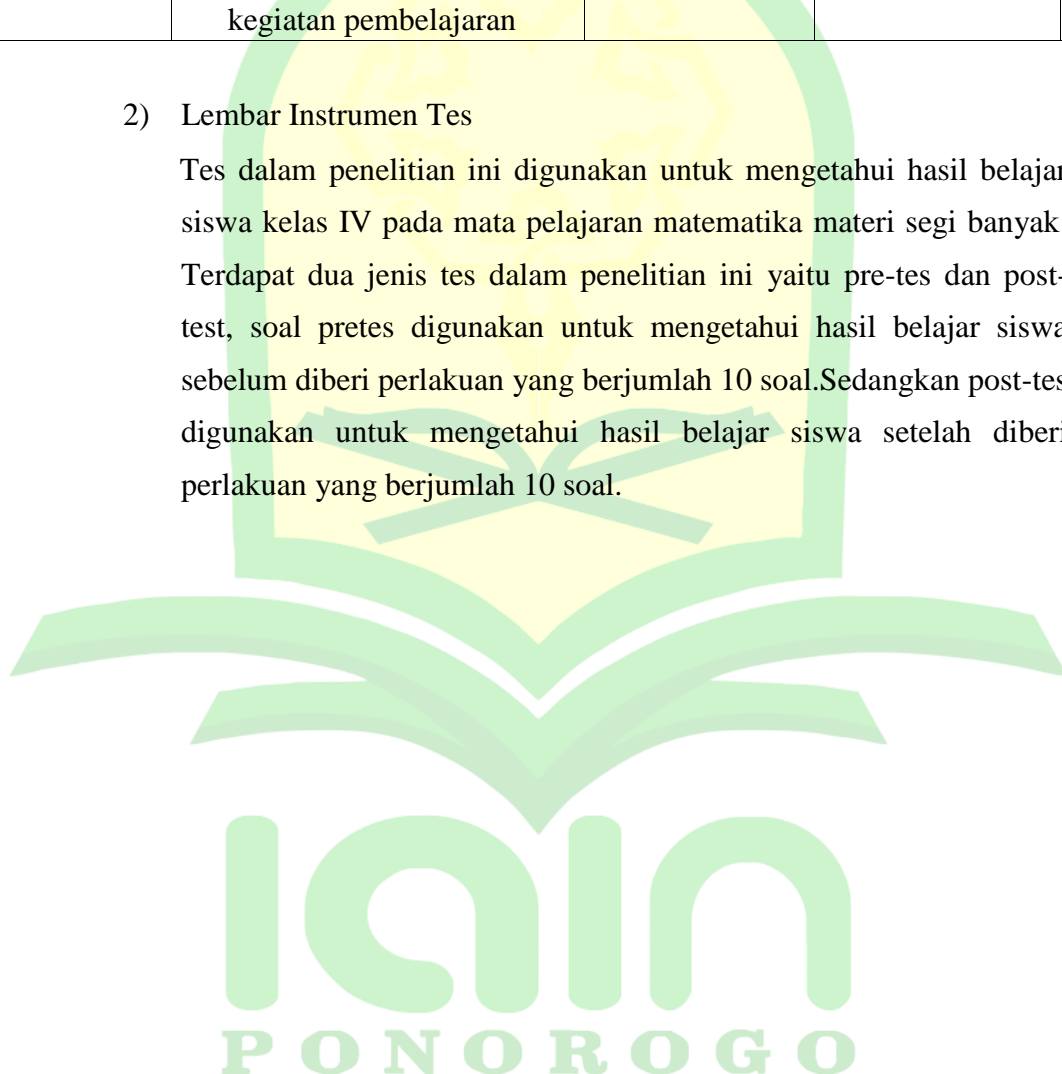 kegiatan pembelajaran
2) Lembar Instrumen Tes
Tes dalam penelitian ini digunakan untuk mengetahui hasil belajar
siswa kelas IV pada mata pelajaran matematika materi segi banyak
Terdapat dua jenis tes dalam penelitian ini yaitu pre-tes dan post-
test, soal pretes digunakan untuk mengetahui hasil belajar siswa
sebelum diberi perlakuan yang berjumlah 10 soal.Sedangkan post-tes
digunakan untuk mengetahui hasil belajar siswa setelah diberi
perlakuan yang berjumlah 10 soal.
iain
PONOROGO